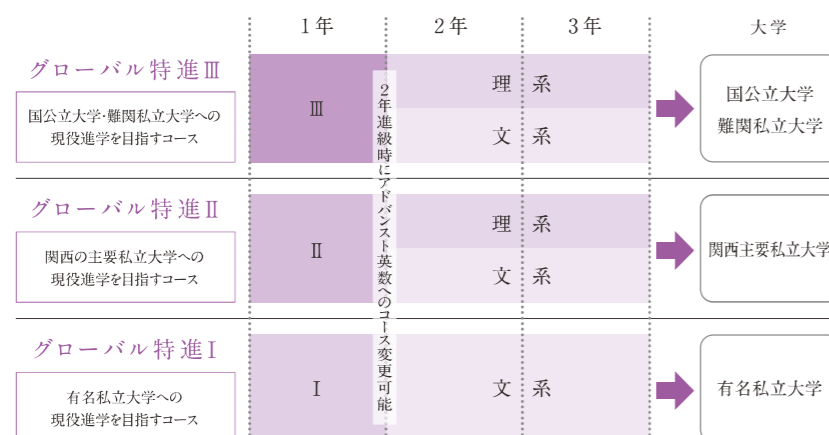 1年
2年
3年
大学
グローバル特進Ⅲ
国公立大学･難関私立大学への
現役進学を目指すコース
Ⅲ
理系
文系
国公立大学
難関私立大学
2年進級時にアドバンスト英数へのコース変更可能
グローバル特進Ⅱ
関西の主要私立大学への
現役進学を目指すコース
Ⅱ
理系
文系
関西主要私立大学
グローバル特進Ⅰ
有名私立大学への
現役進学を目指すコース
Ⅰ
文系
有名私立大学